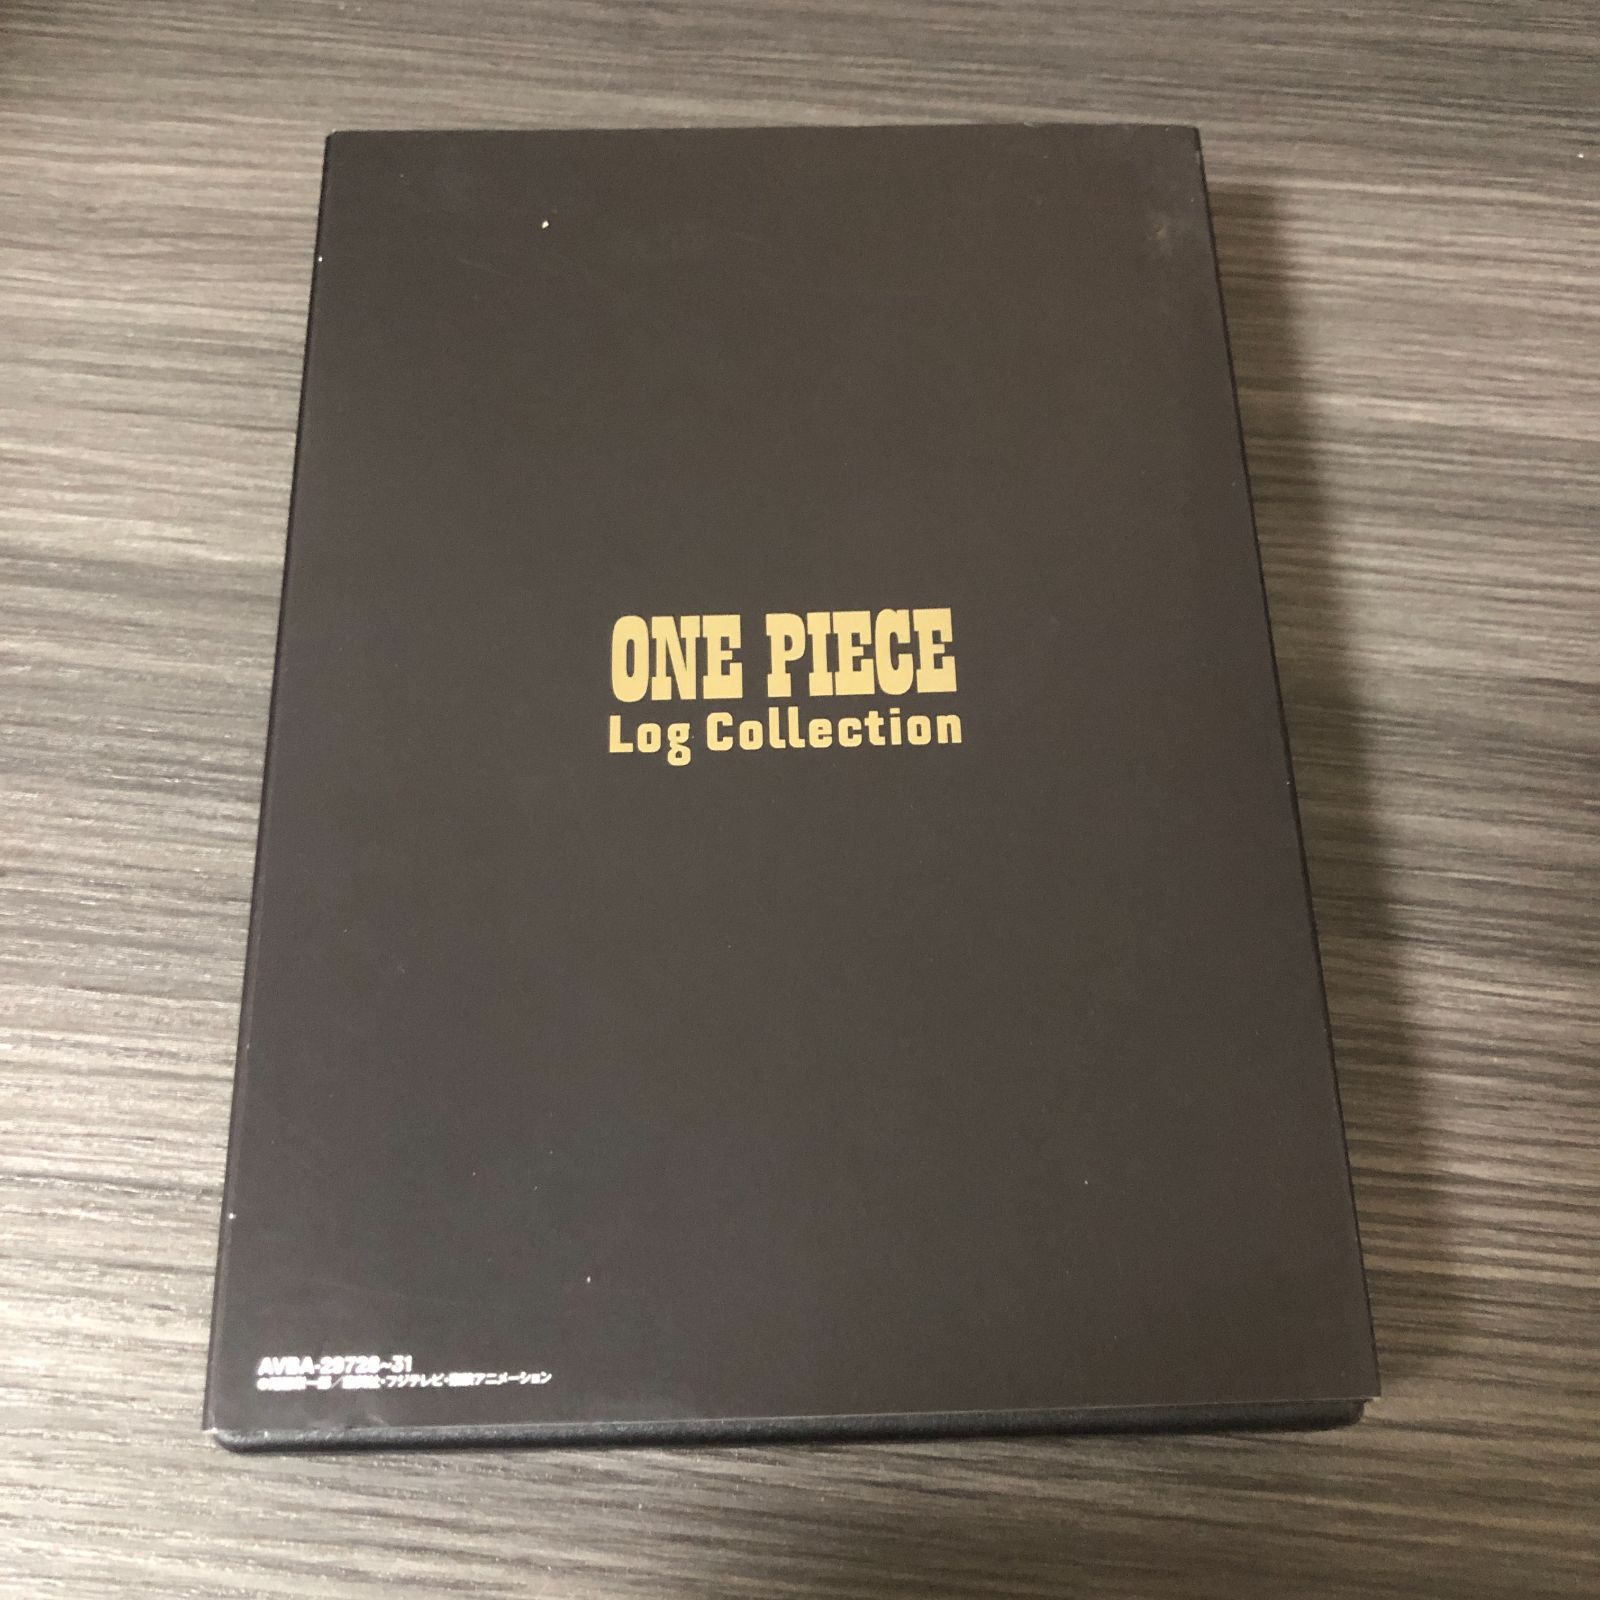 ONE PIECE
Log Collection
AVBA-29728~31
©尾田栄一郎／集英社・フジテレビ・東映アニメーション